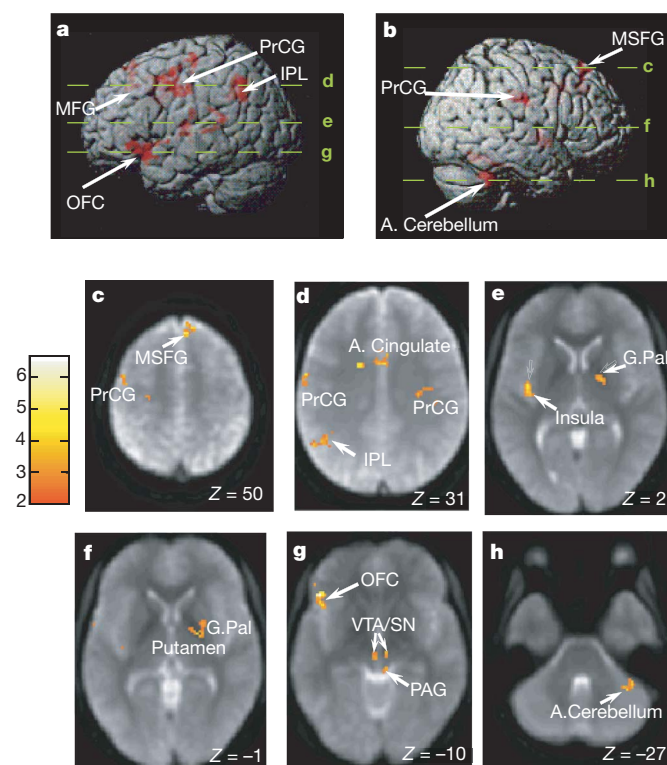 a
PrCG
IPL
MFG
OFC
d
e
g
b
MSFG
PrCG
A. Cerebellum
c
f
h
6
5
4
3
2
c
MSFG
PrCG
Z = 50
d
A. Cingulate
PrCG
PrCG
IPL
Z = 31
e
G.Pal
Insula
Z = 2
f
G.Pal
Putamen
Z = –1
g
OFC
VTA/SN
PAG
Z = –10
h
A.Cerebellum
Z = –27